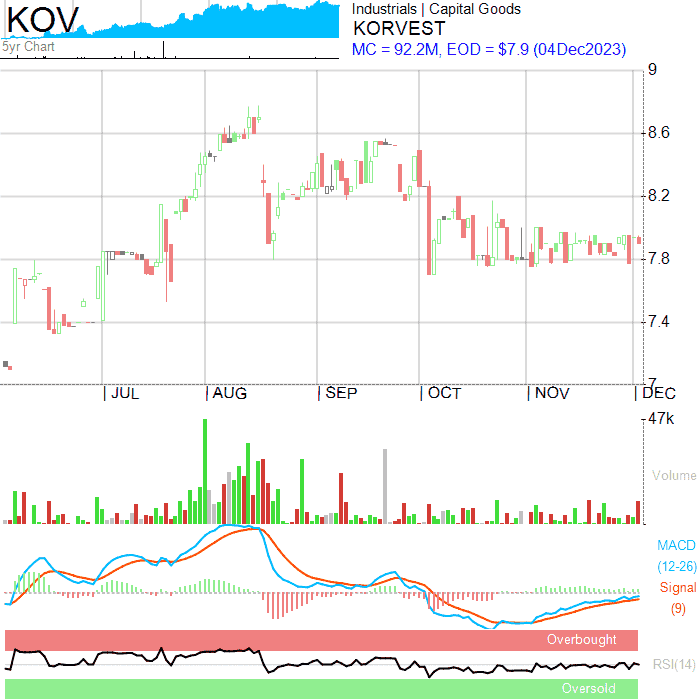 KOV
5yr Chart
Industrials | Capital Goods
KORVEST
MC = 92.2M, EOD = $7.9 (04Dec2023)
9
8.6
8.2
7.8
7.4
7
JUL
AUG
SEP
OCT
NOV
DEC
47k
Volume
MACD
(12-26)
Signal
(9)
Overbought
RSI(14)
Oversold